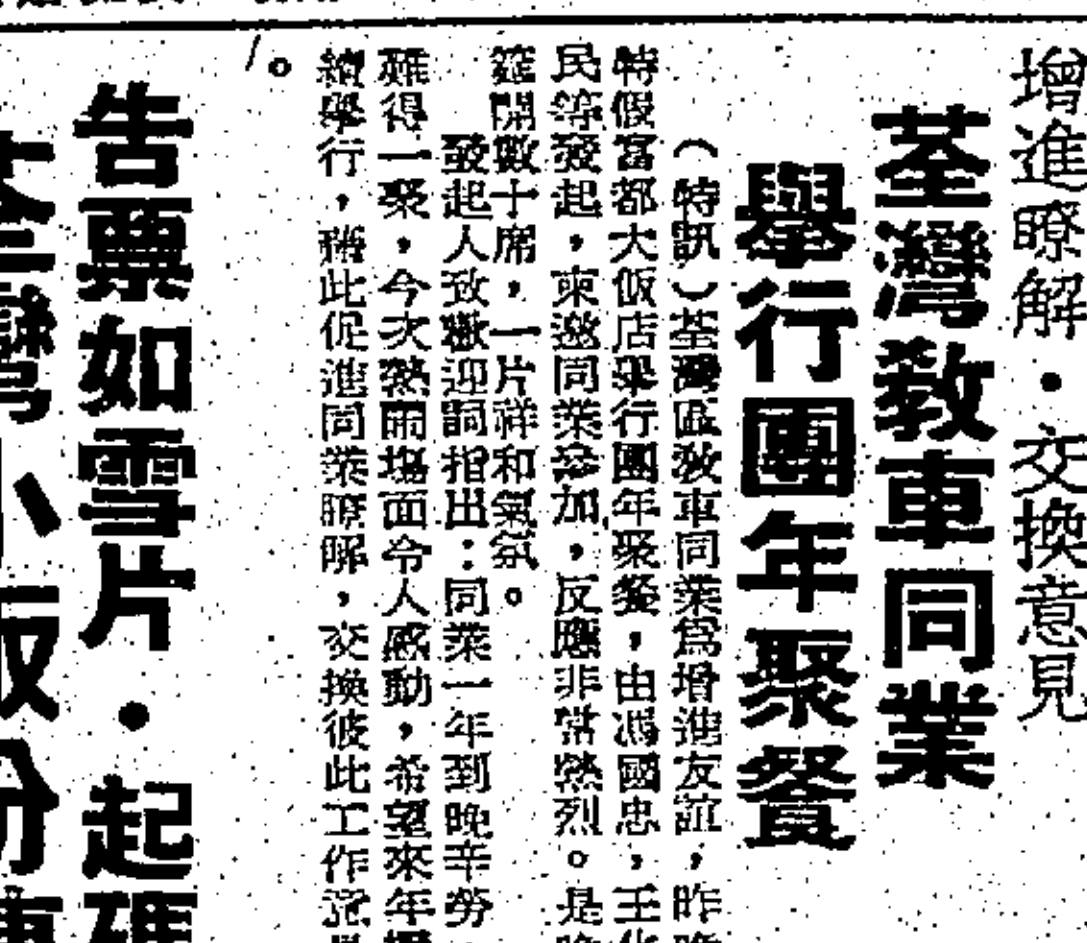 增進瞭解・交換意見
荃灣教車同業
舉行團年聚餐
（特訊）荃灣區教車同業爲增進友誼，昨
特假富都大飯店舉行團年聚餐，由馮國忠，王
民等發起，柬邀同業參加，反應非常熱烈。是
筵開數十席，一片祥和氣氛。
發起人致歡迎詞指出：同業一年到晚辛勞
難得一聚，今次熱鬧場面令人感動，希望來年
續舉行，藉此促進同業瞭解，交換彼此工作意
。
告票如雪片・起碼
荃灣小販